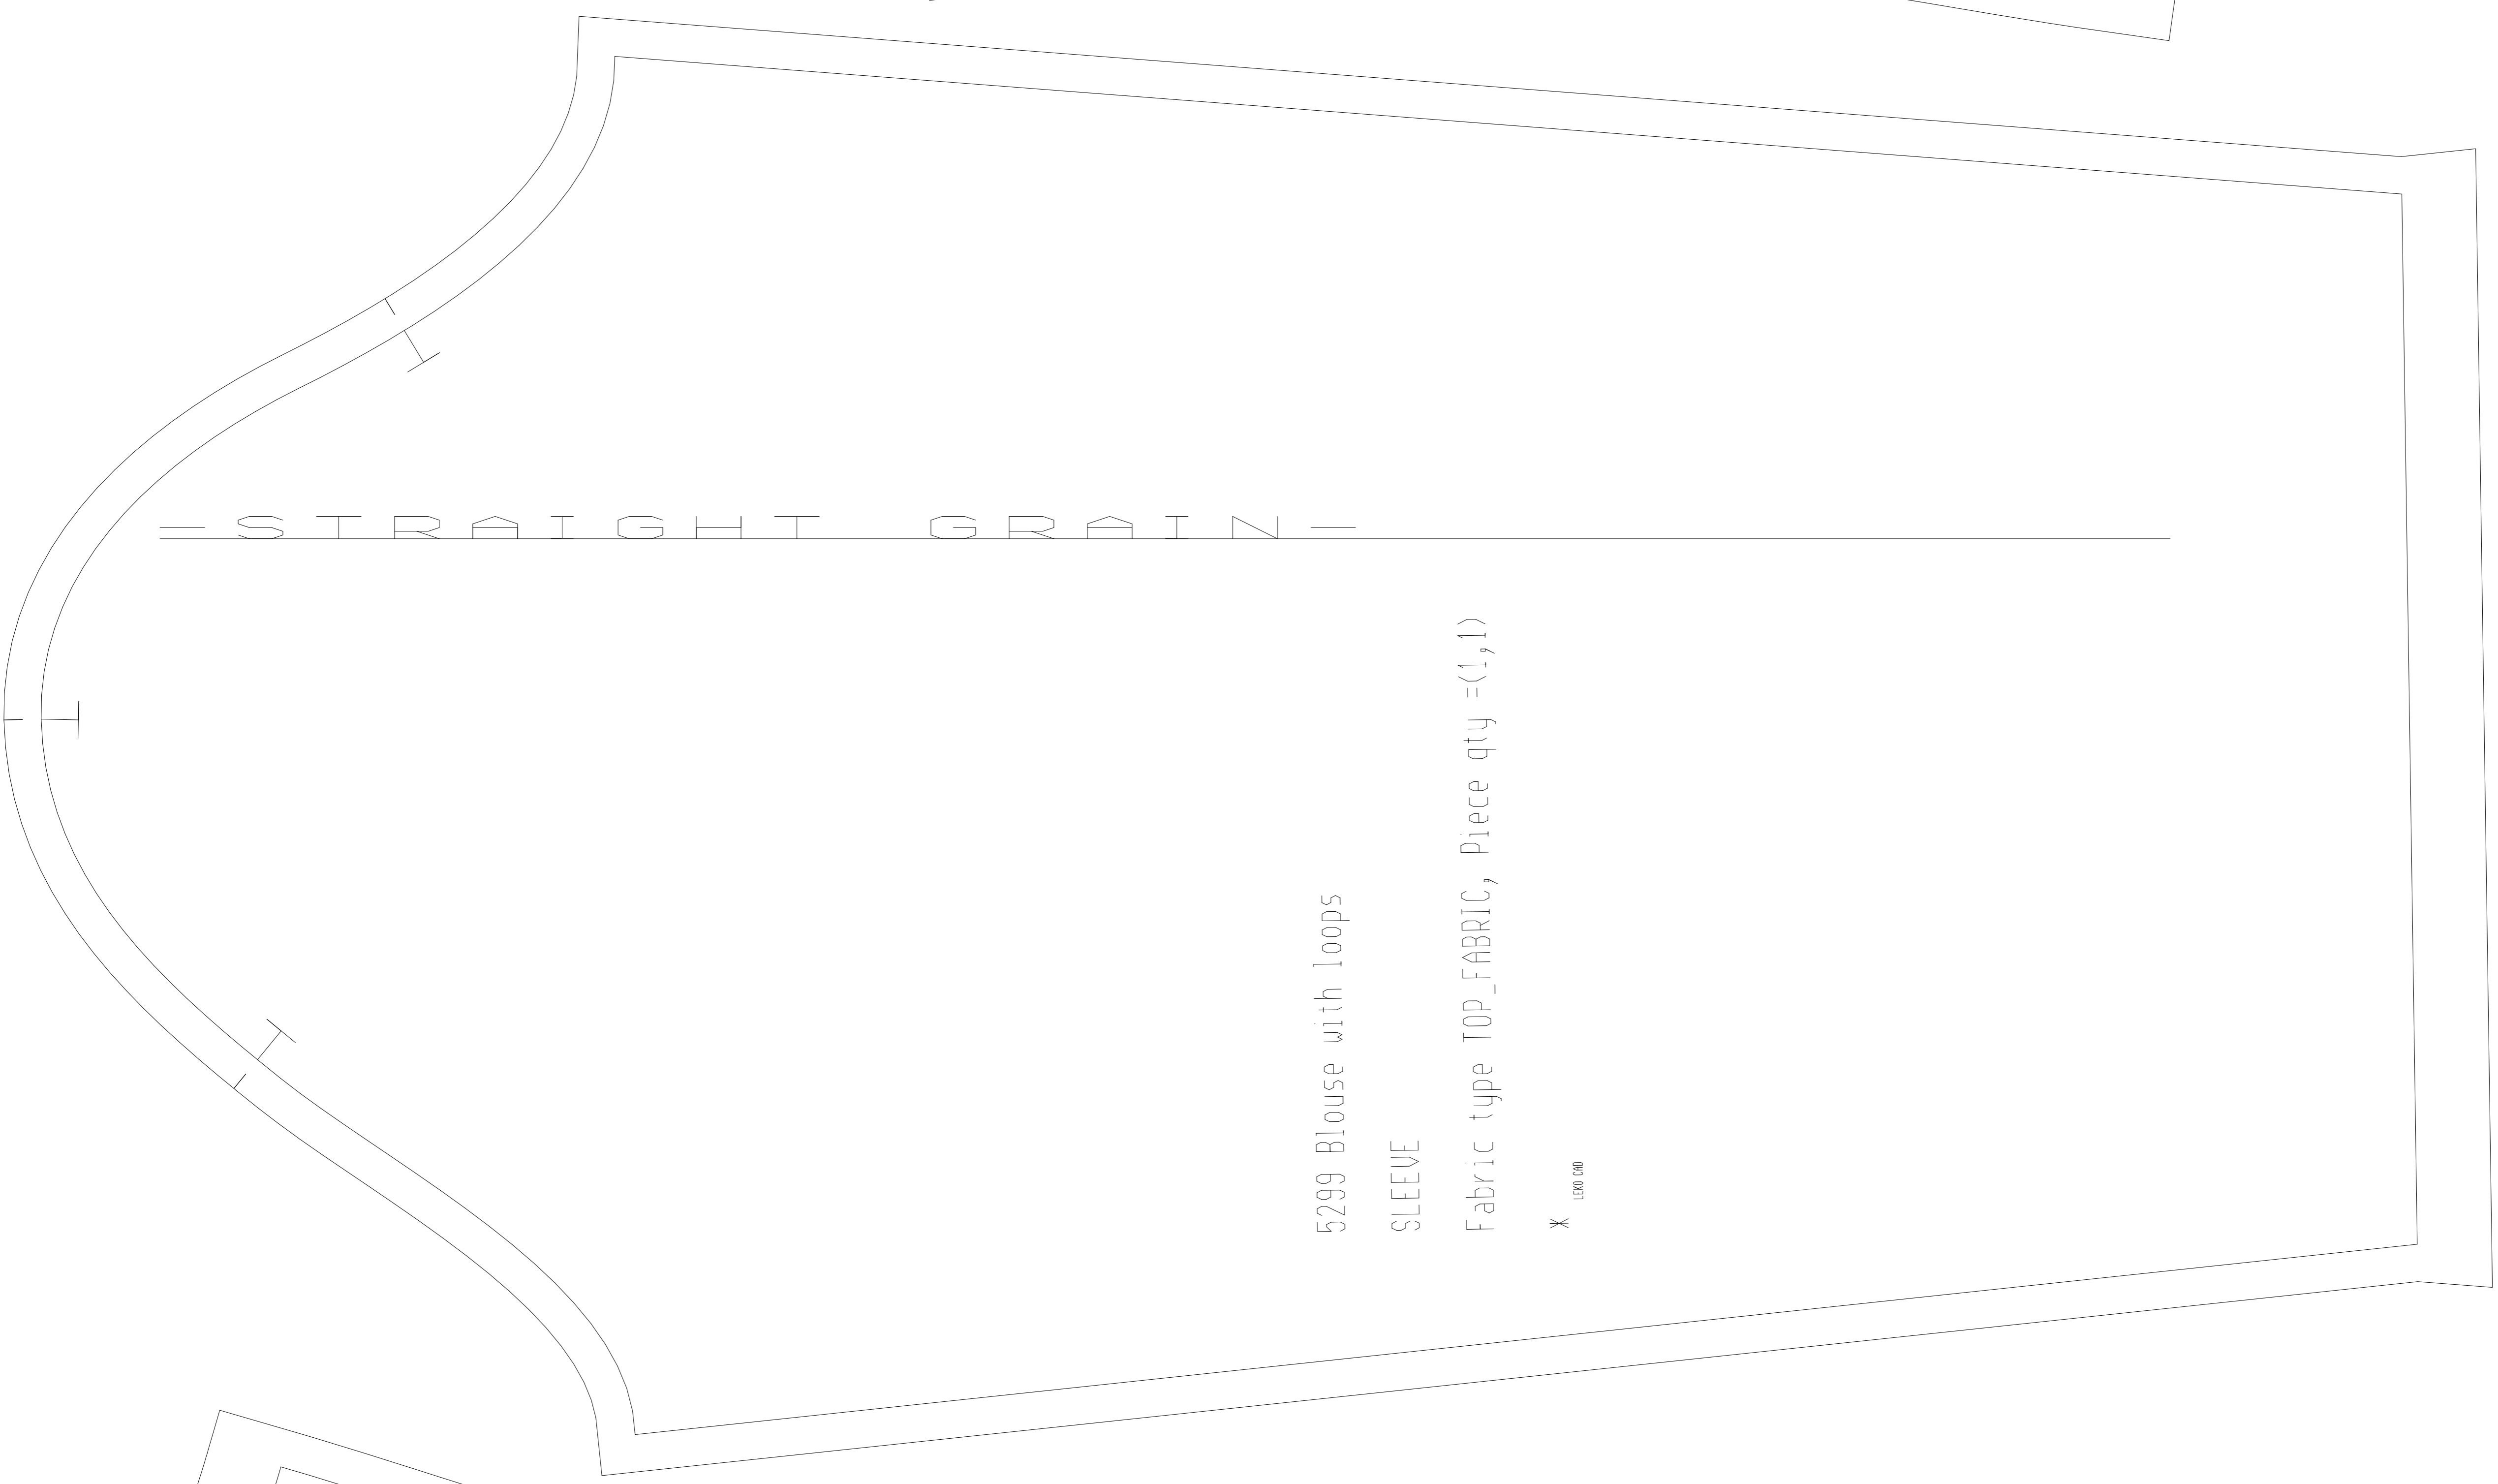 -STRAIGHT GRAIN-
5299 Blouse with loops
SLEEVE
Fabric type TOP_FABRIC, Piece qty =(1,1)
* LEKO CAD